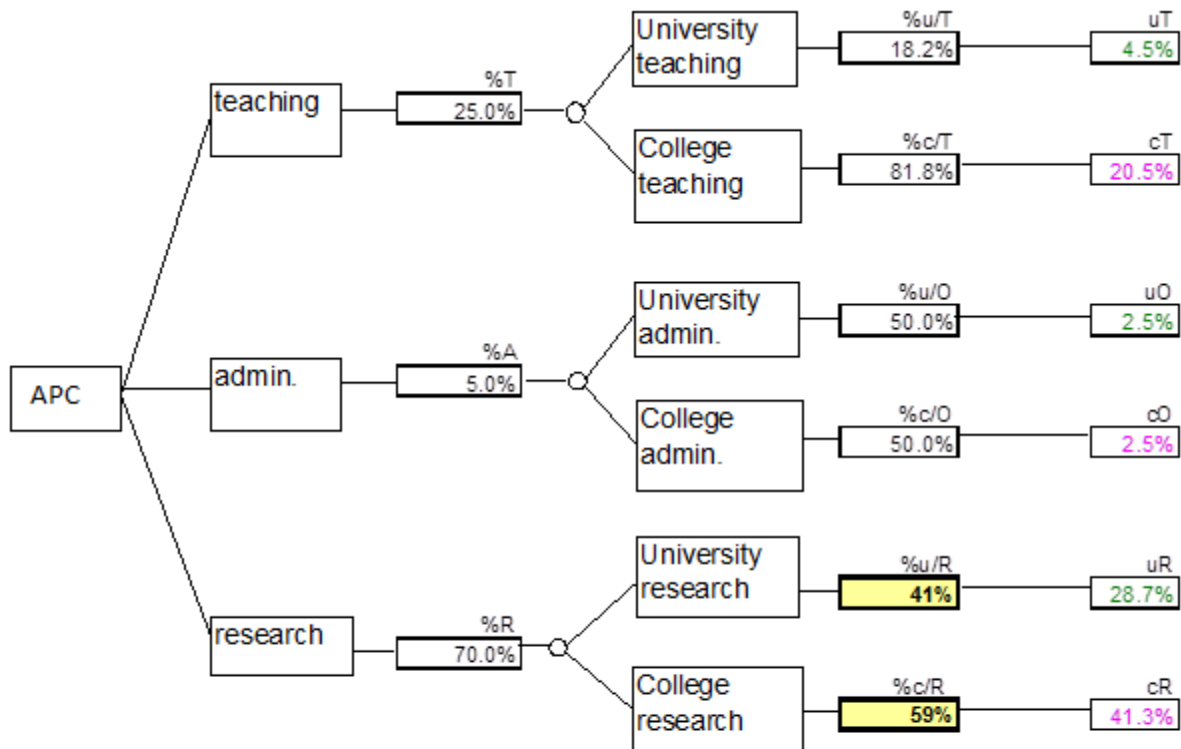 %u/T
uT
University
teaching
18.2%
4.5%
%T
teaching
25.0%
%c/T
cT
College
teaching
81.8%
20.5%
%u/O
uO
University
admin.
50.0%
2.5%
%A
APC
admin.
5.0%
%c/O
cO
College
admin.
50.0%
2.5%
%u/R
uR
University
research
41%
28.7%
%R
research
70.0%
%c/R
cR
College
research
59%
41.3%